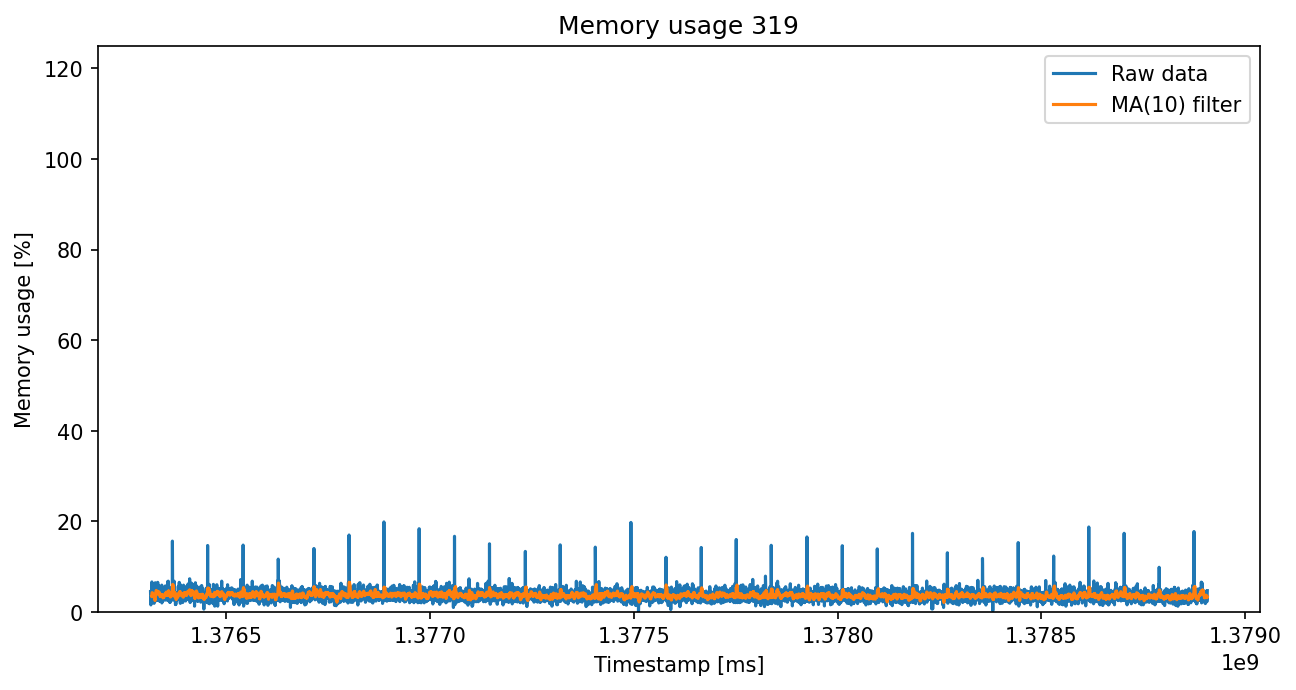 Memory usage 319
Raw data
MA(10) filter
Memory usage [%]
120
100
80
60
40
20
0
1.3765 1.3770 1.3775 1.3780 1.3785 1.3790
1e9
Timestamp [ms]